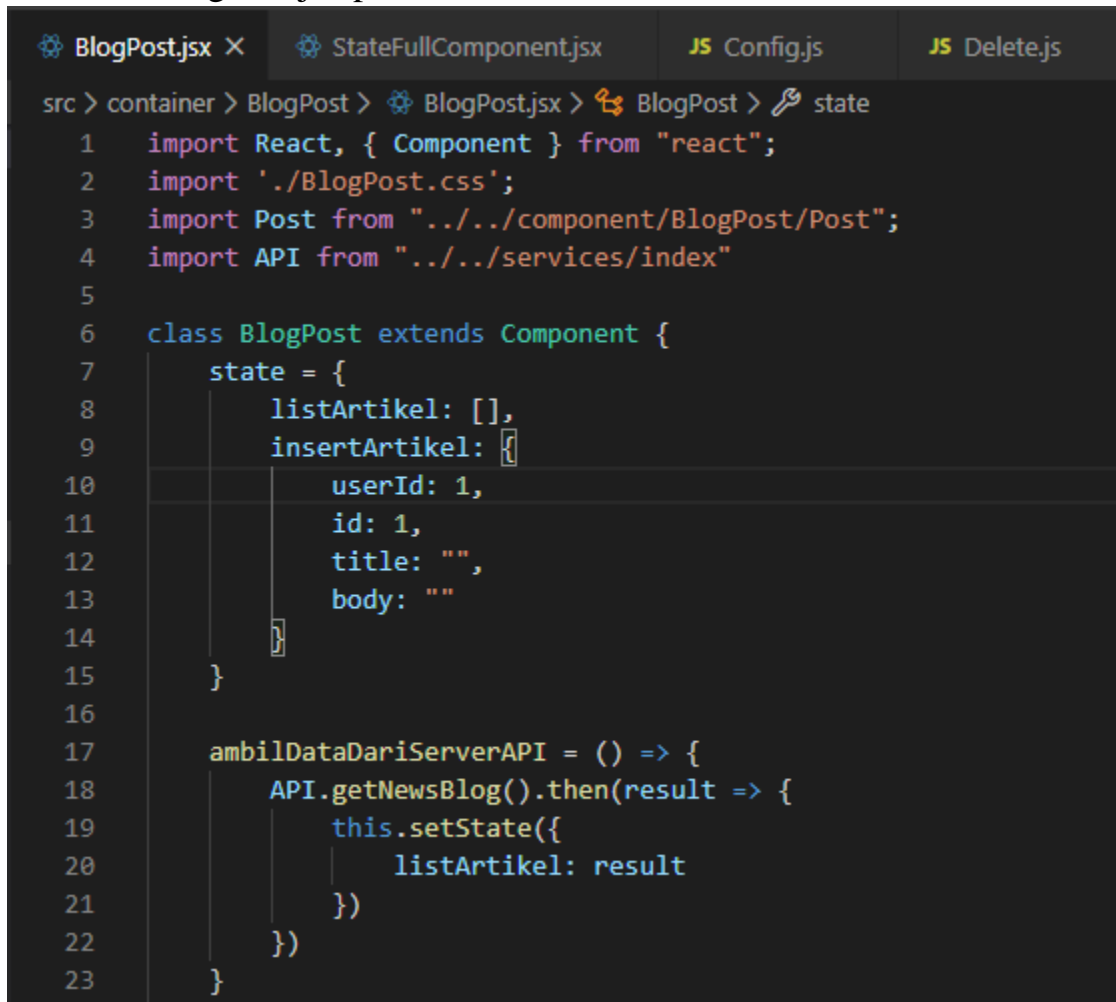 BlogPost.jsx × StateFullComponent.jsx JS Config.js JS Delete.js
src > container > BlogPost > BlogPost.jsx > BlogPost > state
1 import React, { Component } from "react";
2 import './BlogPost.css';
3 import Post from "../../component/BlogPost/Post";
4 import API from "../../services/index"
5
6 class BlogPost extends Component {
7     state = {
8         listArtikel: [],
9         insertArtikel: {
10             userId: 1,
11             id: 1,
12             title: "",
13             body: ""
14         }
15     }
16
17     ambilDataDariServerAPI = () => {
18         API.getNewsBlog().then(result => {
19             this.setState({
20                 listArtikel: result
21             })
22         })
23     }